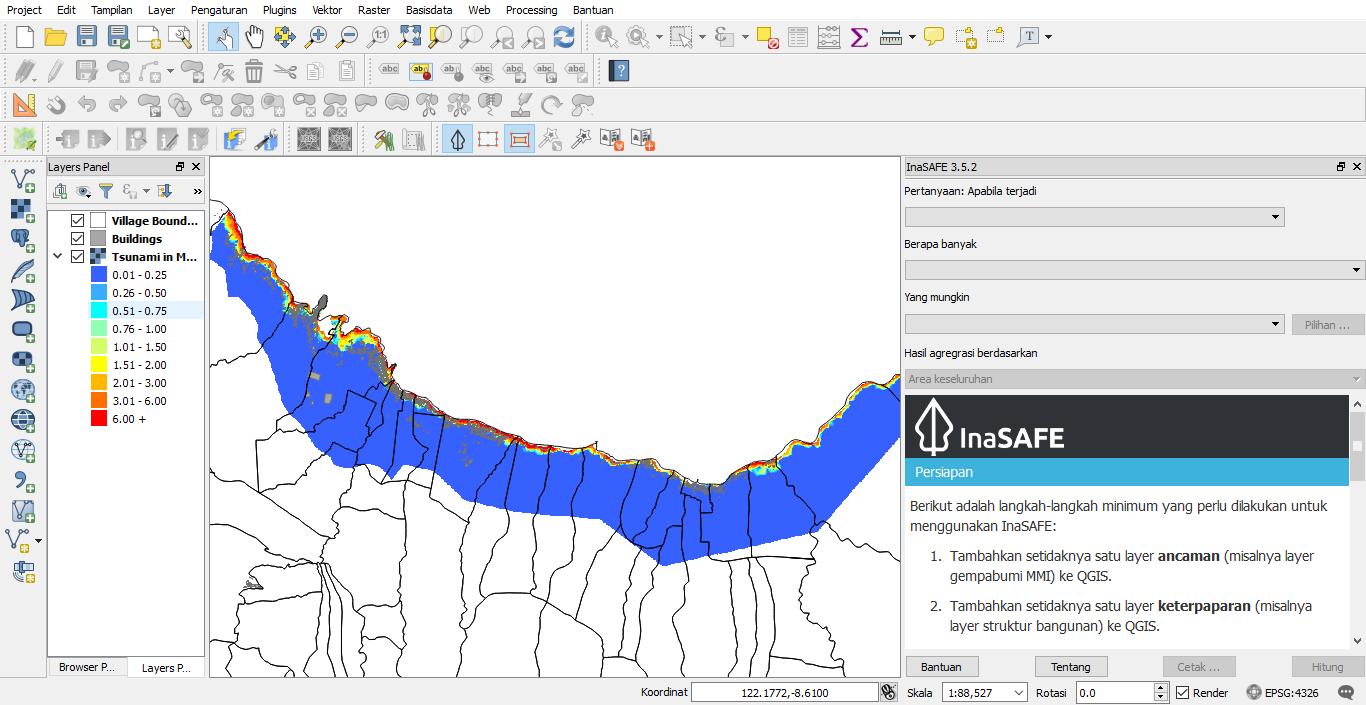 Project Edit Tampilan Layer Pengaturan Plugins Vektor Raster Basisdata Web Processing Bantuan
Layers Panel
Village Bound...
Buildings
Tsunami in M...
0.01 - 0.25
0.26 - 0.50
0.51 - 0.75
0.76 - 1.00
1.01 - 1.50
1.51 - 2.00
2.01 - 3.00
3.01 - 6.00
6.00 +
Browser P... Layers P...
InaSAFE 3.5.2
Pertanyaan: Apabila terjadi
Berapa banyak
Yang mungkin
Pilihan ...
Hasil agregrasi berdasarkan
Area keseluruhan
InaSAFE
Persiapan
Berikut adalah langkah-langkah minimum yang perlu dilakukan untuk
menggunakan InaSAFE:
1. Tambahkan setidaknya satu layer ancaman (misalnya layer
gempabumi MMI) ke QGIS.
2. Tambahkan setidaknya satu layer keterpaparan (misalnya
layer struktur bangunan) ke QGIS.
Bantuan Tentang Cetak ... Hitung
Koordinat 122.1772,-8.6100 Skala 1:88,527 Rotasi 0.0 Render EPSG:4326